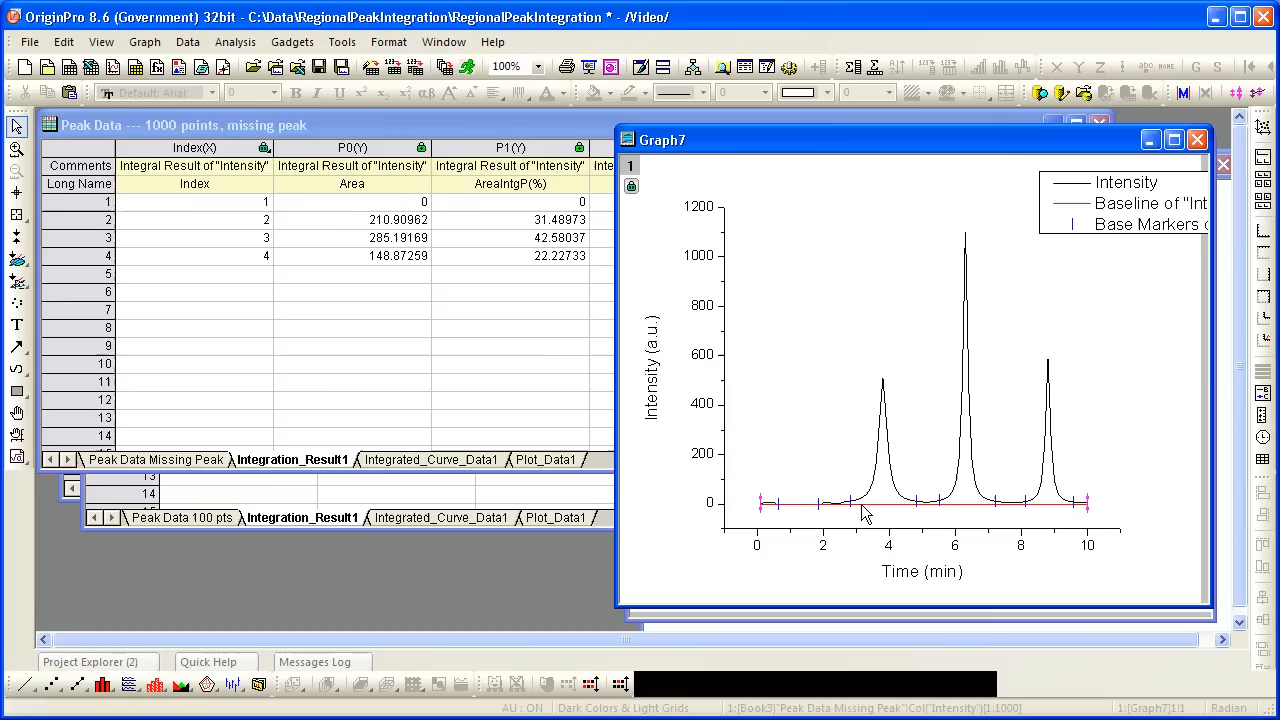 OriginPro 8.6 (Government) 32bit - C:\Data\RegionalPeakIntegration\RegionalPeakIntegration * - /Video/
File Edit View Graph Data Analysis Gadgets Tools Format Window Help
100%
Default: Arial 0 B I U 0 0
Peak Data --- 1000 points, missing peak
Index(X) P0(Y) P1(Y)
Comments Integral Result of "Intensity" Integral Result of "Intensity" Integral Result of "Intensity"
Long Name Index Area AreaIntgP(%)
1 1 0 0
2 2 210.90962 31.48973
3 3 285.19169 42.58037
4 4 148.87259 22.22733
5
6
7
8
9
10
11
12
13
14
Peak Data Missing Peak Integration_Result1 Integrated_Curve_Data1 Plot_Data1
13
14
Peak Data 100 pts Integration_Result1 Integrated_Curve_Data1 Plot_Data1
Graph7
1
Intensity
Baseline of "Int
Base Markers o
1200
1000
800
600
400
200
0
Intensity (a.u.)
0 2 4 6 8 10
Time (min)
Project Explorer (2) Quick Help Messages Log
AU : ON Dark Colors & Light Grids 1:[Book3]"Peak Data Missing Peak"!Col("Intensity")[1:1000] 1:[Graph7]1!1 Radian